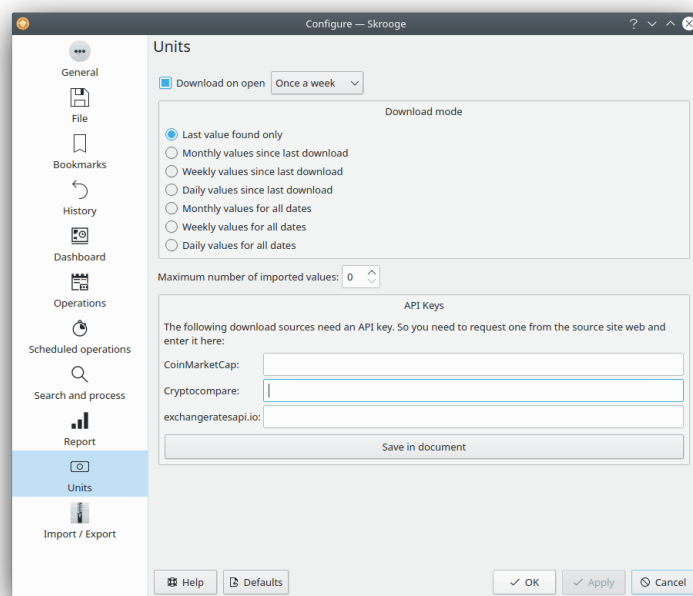 Configure — Skrooge
General
File
Bookmarks
History
Dashboard
Operations
Scheduled operations
Search and process
Report
Units
Import / Export
Units
Download on open Once a week
Download mode
Last value found only
Monthly values since last download
Weekly values since last download
Daily values since last download
Monthly values for all dates
Weekly values for all dates
Daily values for all dates
Maximum number of imported values: 0
API Keys
The following download sources need an API key. So you need to request one from the source site web and
enter it here:
CoinMarketCap:
Cryptocompare:
exchangeratesapi.io:
Save in document
Help Defaults OK Apply Cancel